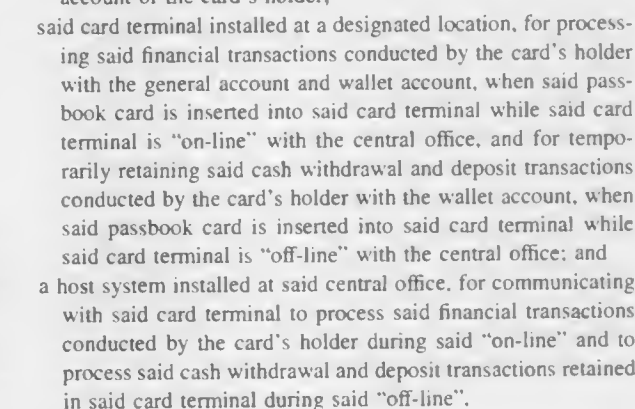 account of the card's holder;
said card terminal installed at a designated location, for process-
ing said financial transactions conducted by the card's holder
with the general account and wallet account, when said pass-
book card is inserted into said card terminal while said card
terminal is "on-line" with the central office, and for tempo-
rarily retaining said cash withdrawal and deposit transactions
conducted by the card's holder with the wallet account, when
said passbook card is inserted into said card terminal while
said card terminal is "off-line" with the central office; and
a host system installed at said central office, for communicating
with said card terminal to process said financial transactions
conducted by the card's holder during said "on-line" and to
process said cash withdrawal and deposit transactions retained
in said card terminal during said "off-line".